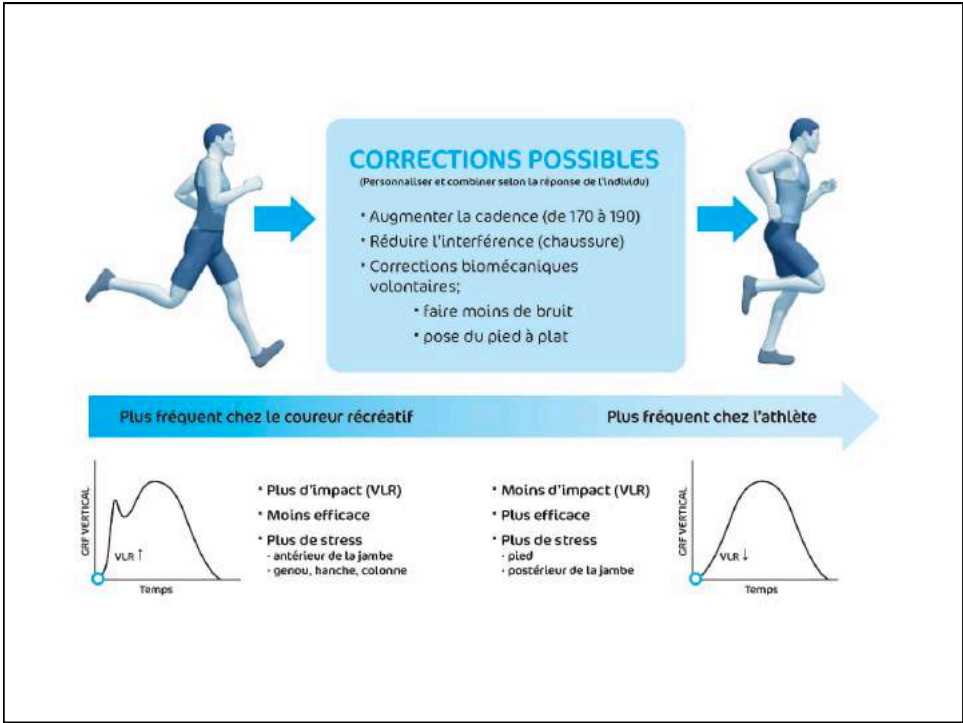 CORRECTIONS POSSIBLES
(Personnaliser et combiner selon la réponse de l'individu)
• Augmenter la cadence (de 170 à 190)
• Réduire l'interférence (chaussure)
• Corrections biomécaniques
volontaires;
• faire moins de bruit
• pose du pied à plat
Plus fréquent chez le coureur récréatif
Plus fréquent chez l'athlète
GRF VERTICAL
VLR ↑
Temps
• Plus d'impact (VLR)
• Moins efficace
• Plus de stress
- antérieur de la jambe
- genou, hanche, colonne
• Moins d'impact (VLR)
• Plus efficace
• Plus de stress
- pied
- postérieur de la jambe
GRF VERTICAL
VLR ↓
Temps